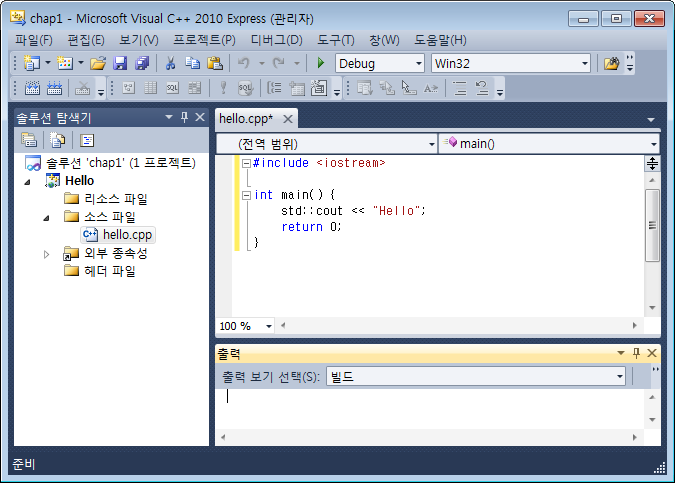 chap1 - Microsoft Visual C++ 2010 Express (관리자)
파일(F) 편집(E) 보기(V) 프로젝트(P) 디버그(D) 도구(T) 창(W) 도움말(H)
Debug Win32
솔루션 탐색기
솔루션 'chap1' (1 프로젝트)
Hello
리소스 파일
소스 파일
hello.cpp
외부 종속성
헤더 파일
hello.cpp*
(전역 범위) main()
#include <iostream>
int main() {
std::cout << "Hello";
return 0;
}
100 %
출력
출력 보기 선택(S): 빌드
준비